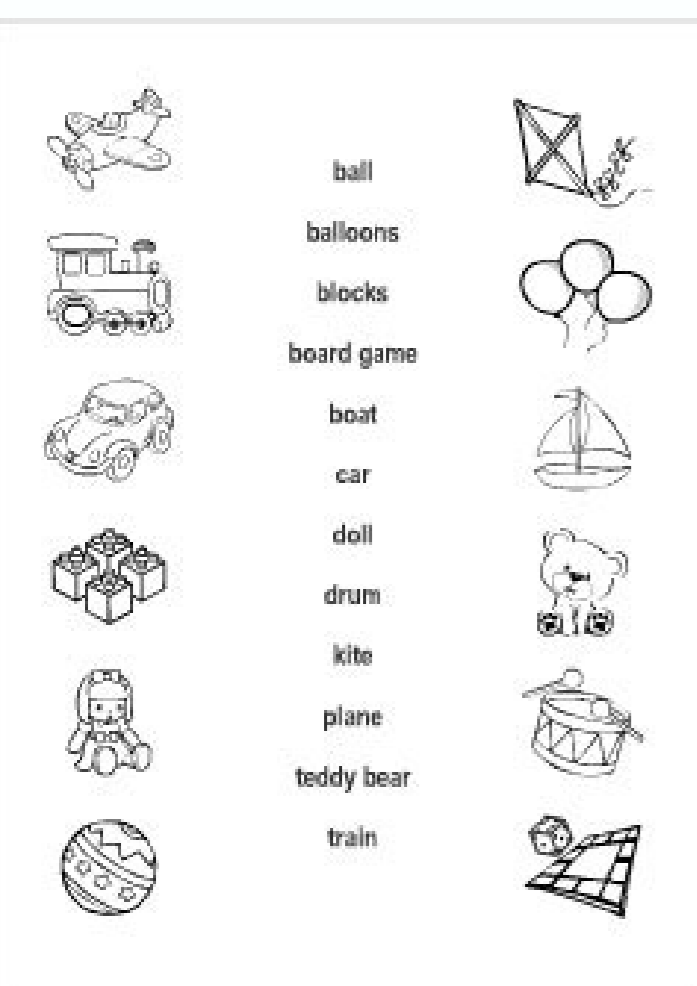 ball
balloons
blocks
board game
boat
car
doll
drum
kite
plane
teddy bear
train